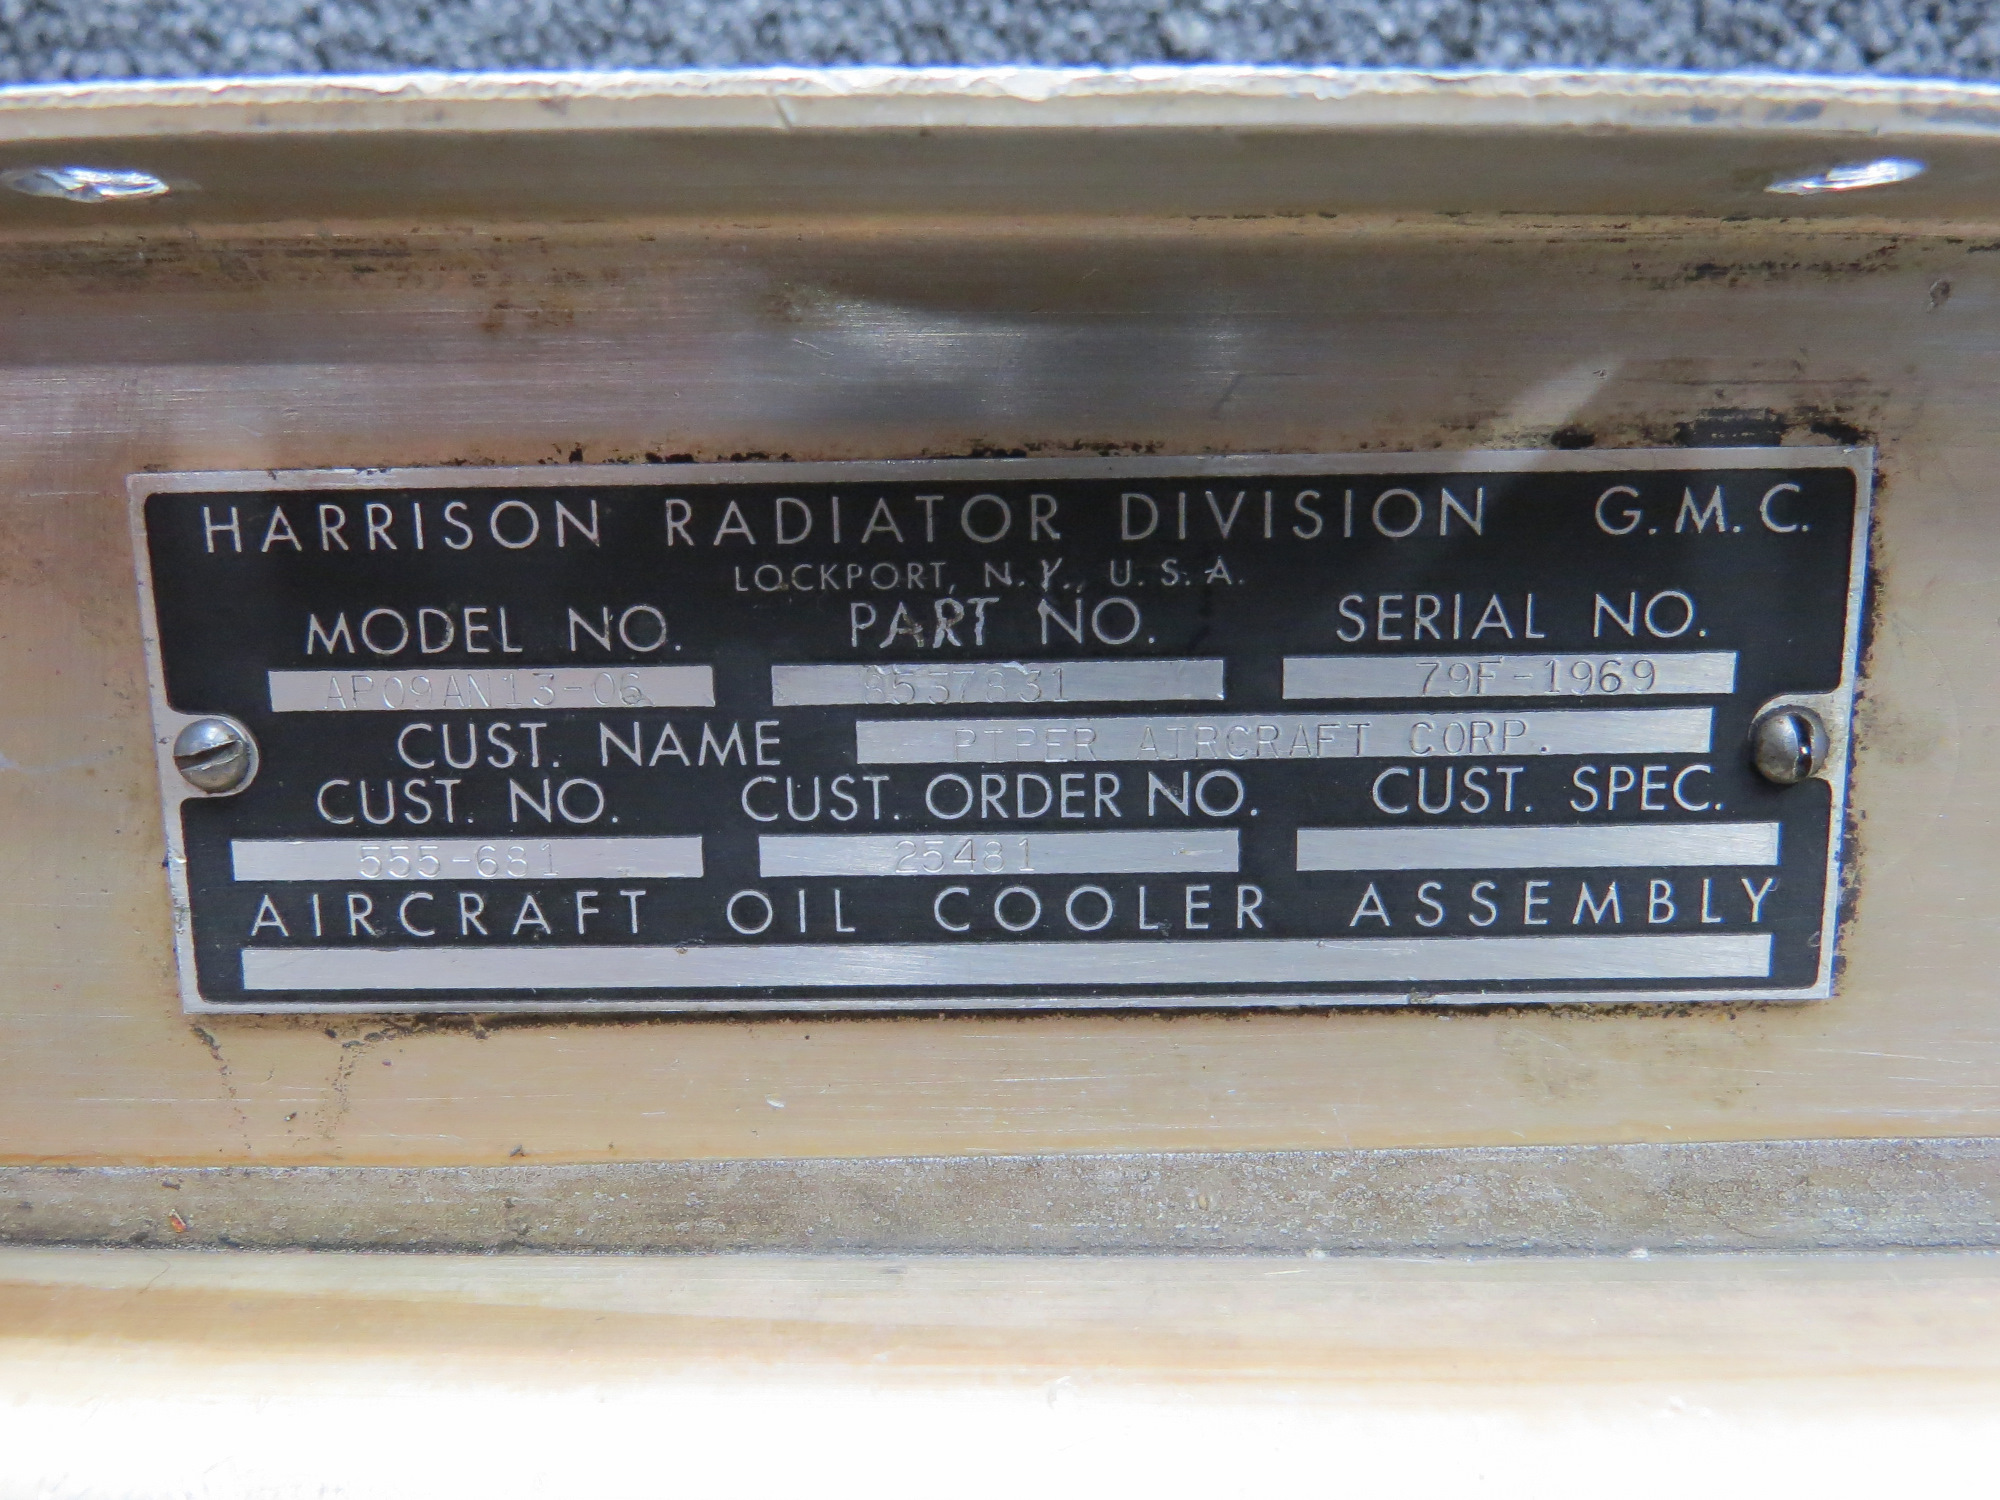 HARRISON RADIATOR DIVISION G.M.C.
LOCKPORT, N.Y., U.S.A.
MODEL NO. PART NO. SERIAL NO.
AP09AN13-06 8537831 79F-1969
CUST. NAME PIPER AIRCRAFT CORP.
CUST. NO. CUST. ORDER NO. CUST. SPEC.
555-681 25481
AIRCRAFT OIL COOLER ASSEMBLY